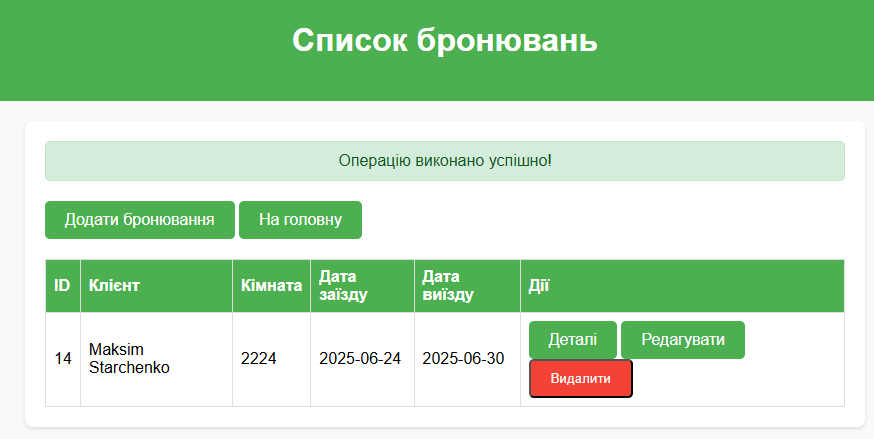 Список бронювань
Операцію виконано успішно!
Додати бронювання На головну
ID Клієнт Кімната Дата заїзду Дата виїзду Дії
14 Maksim Starchenko 2224 2025-06-24 2025-06-30 Деталі Редагувати
Видалити